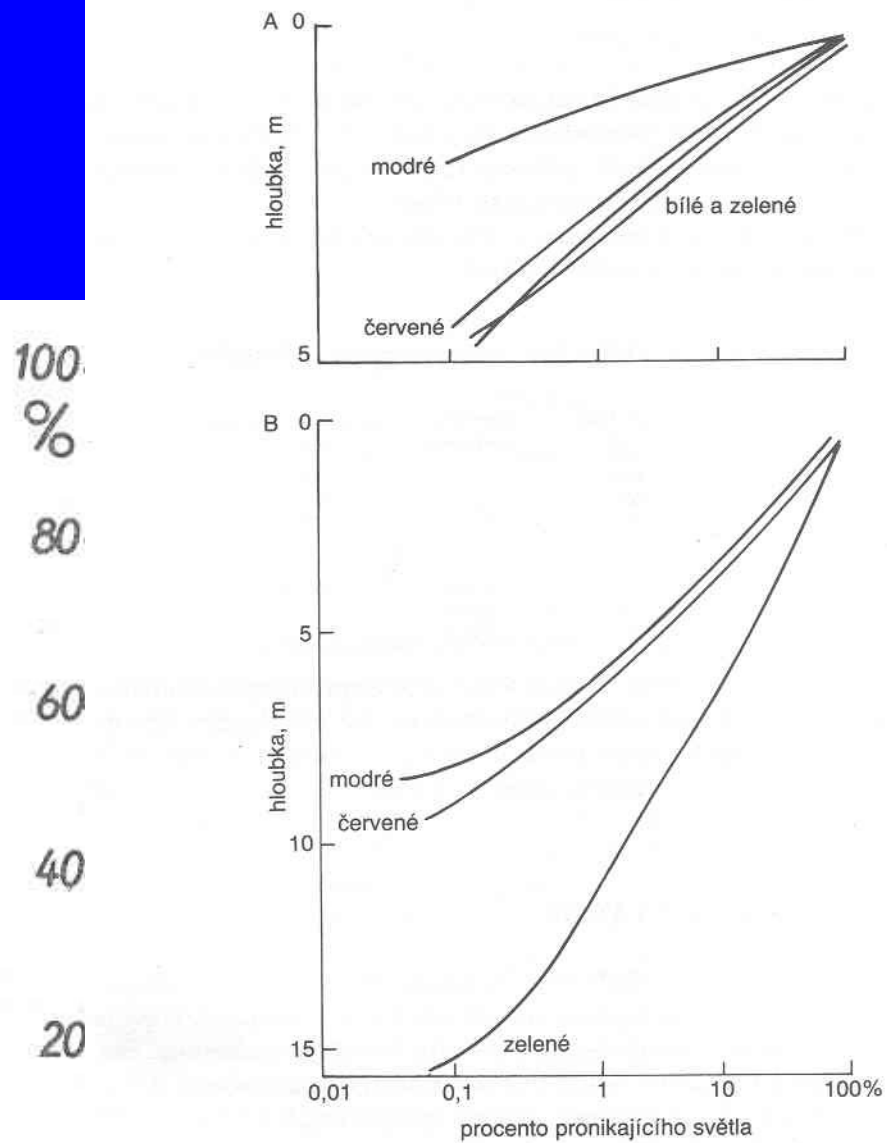 A 0
hloubka, m
modré
bílé a zelené
červené
5
100
%
80
60
40
20
B 0
5
hloubka, m
modré
červené
10
zelené
15
0,01 0,1 1 10 100%
procento pronikajícího světla